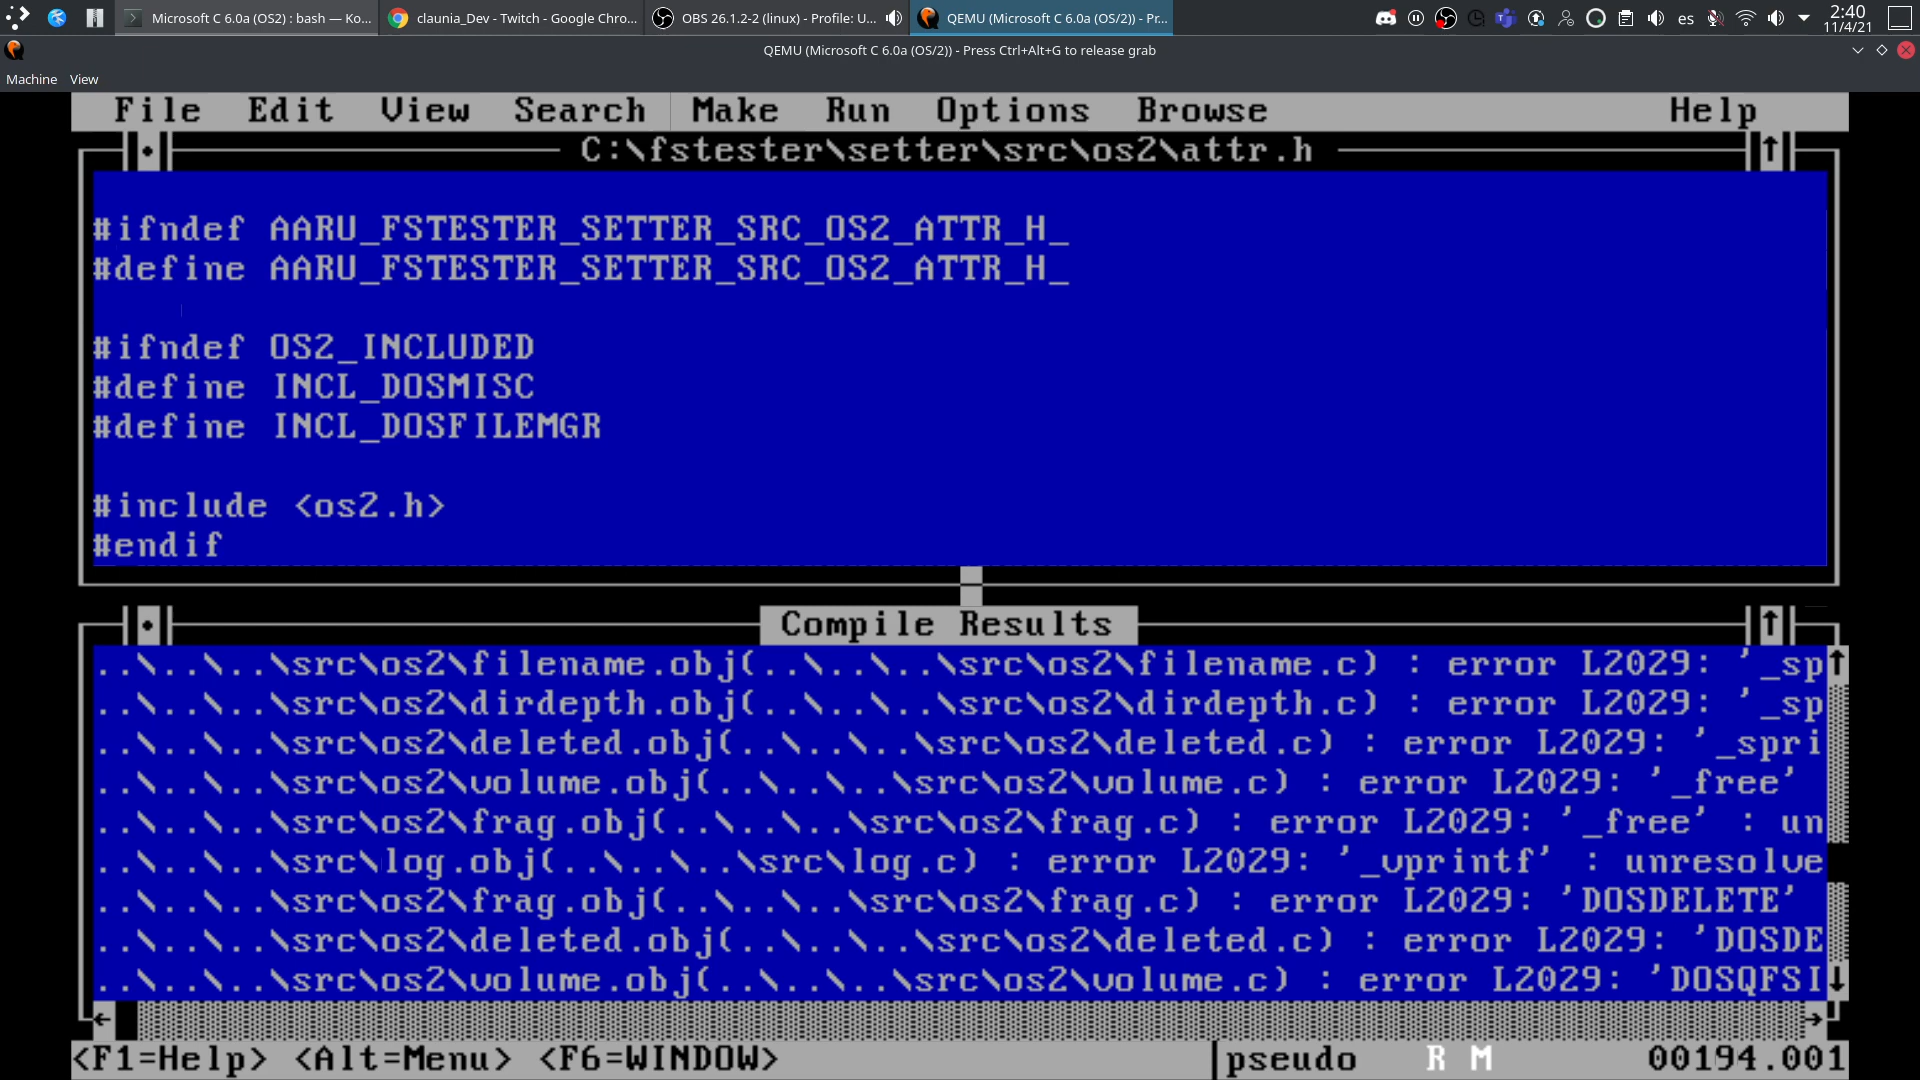 Microsoft C 6.0a (OS2) : bash — Ko...
claunia_Dev - Twitch - Google Chro...
OBS 26.1.2-2 (linux) - Profile: U...
QEMU (Microsoft C 6.0a (OS/2)) - Pr...
es
2:40
11/4/21
QEMU (Microsoft C 6.0a (OS/2)) - Press Ctrl+Alt+G to release grab
Machine View
File Edit View Search Make Run Options Browse Help
C:\fstester\setter\src\os2\attr.h
#ifndef AARU_FSTESTER_SETTER_SRC_OS2_ATTR_H_
#define AARU_FSTESTER_SETTER_SRC_OS2_ATTR_H_
#ifndef OS2_INCLUDED
#define INCL_DOSMISC
#define INCL_DOSFILEMGR
#include <os2.h>
#endif
Compile Results
..\..\..\src\os2\filename.obj(..\..\..\src\os2\filename.c) : error L2029: '_sp
..\..\..\src\os2\dirdepth.obj(..\..\..\src\os2\dirdepth.c) : error L2029: '_sp
..\..\..\src\os2\deleted.obj(..\..\..\src\os2\deleted.c) : error L2029: '_spri
..\..\..\src\os2\volume.obj(..\..\..\src\os2\volume.c) : error L2029: '_free'
..\..\..\src\os2\frag.obj(..\..\..\src\os2\frag.c) : error L2029: '_free' : un
..\..\..\src\log.obj(..\..\..\src\log.c) : error L2029: '_vprintf' : unresolve
..\..\..\src\os2\frag.obj(..\..\..\src\os2\frag.c) : error L2029: 'DOSDELETE'
..\..\..\src\os2\deleted.obj(..\..\..\src\os2\deleted.c) : error L2029: 'DOSDE
..\..\..\src\os2\volume.obj(..\..\..\src\os2\volume.c) : error L2029: 'DOSQFSI
<F1=Help> <Alt=Menu> <F6=WINDOW> pseudo R M 00194.001